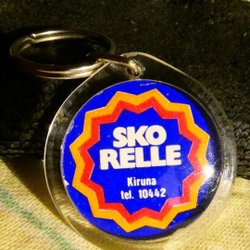 SKO
RELLE
Kiruna
tel. 10442